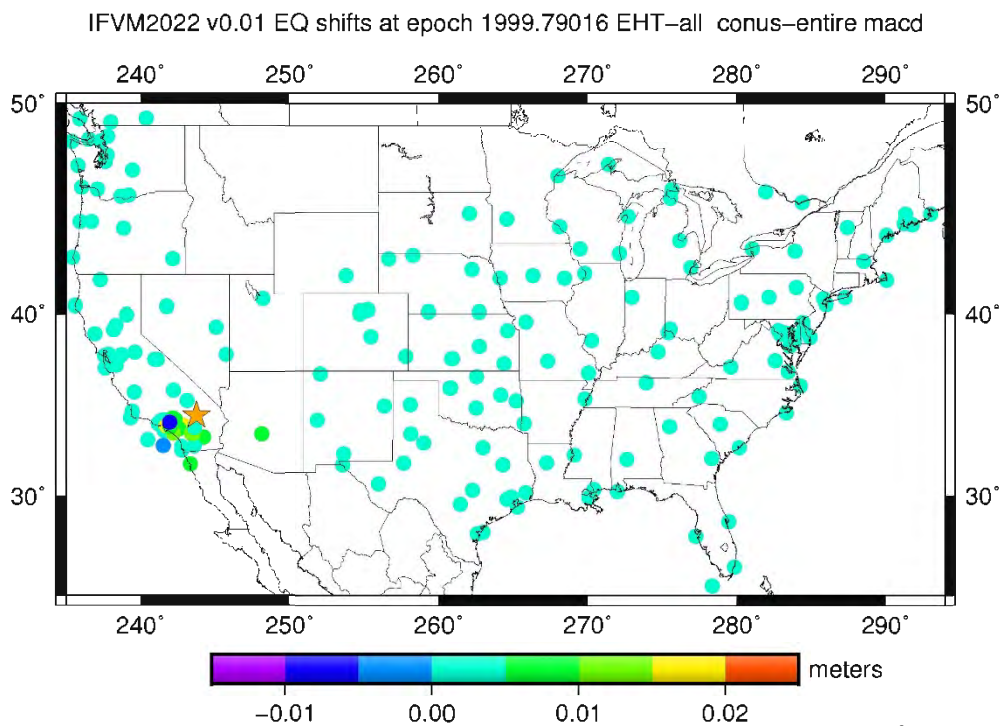 IFVM2022 v0.01 EQ shifts at epoch 1999.79016 EHT−all conus−entire macd
240˚ 250˚ 260˚ 270˚ 280˚ 290˚
50˚ 50˚
40˚ 40˚
30˚ 30˚
240˚ 250˚ 260˚ 270˚ 280˚ 290˚
meters
−0.01 0.00 0.01 0.02